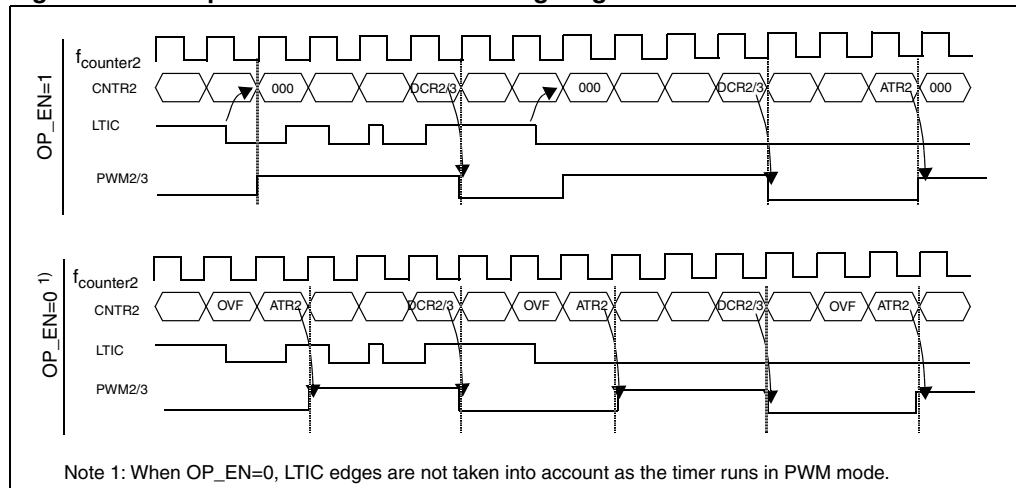 OP_EN=1
fcounter2
CNTR2 000 DCR2/3 000 DCR2/3 ATR2 000
LTIC
PWM2/3
OP_EN=0 1)
fcounter2
CNTR2 OVF ATR2 DCR2/3 OVF ATR2 DCR2/3 OVF ATR2
LTIC
PWM2/3
Note 1: When OP_EN=0, LTIC edges are not taken into account as the timer runs in PWM mode.